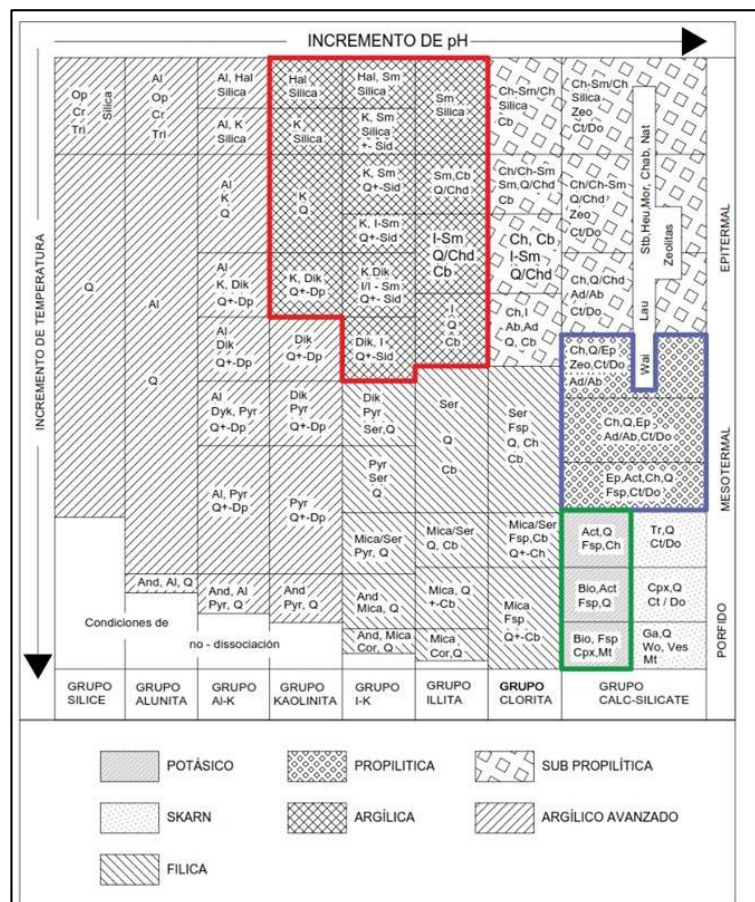 INCREMENTO DE pH
INCREMENTO DE TEMPERATURA
Op
Cr
Tri
Silica
Q
GRUPO
SILICE
Al
Op
Cr
Tri
Al
Q
And, Al, Q
GRUPO
ALUNITA
Al, Hal
Silica
Al, K
Silica
Al
K
Q
Al
K, Dik
Q+-Dp
Al
Dik
Q+-Dp
Al
Dyk, Pyr
Q+-Dp
Al, Pyr
Q+-Dp
And, Al
Pyr, Q
GRUPO
Al-K
Condiciones de
no - dissociación
Hal
Silica
K
Silica
K
Q
K, Dik
Q+-Dp
Dik
Q+-Dp
Dik
Pyr
Q+-Dp
Pyr
Q+-Dp
And
Pyr, Q
GRUPO
KAOLINITA
Hal, Sm
Silica
K, Sm
Silica
+- Sid
K, Sm
Q+-Sid
K, I-Sm
Q+-Sid
K,Dik
I/I - Sm
Q+- Sid
Dik, I
Q+-Sid
Dik
Pyr
Ser,Q
Pyr
Ser
Q
Mica/Ser
Pyr, Q
And
Mica, Q
And, Mica
Cor, Q
GRUPO
I-K
Sm
Silica
Sm,Cb
Q/Chd
I-Sm
Q/Chd
Cb
I
Q
Cb
Ser
Q
Cb
Mica/Ser
Q, Cb
Mica, Q
+-Cb
Mica
Cor,Q
GRUPO
ILLITA
Ch-Sm/Ch
Silica
Cb
Ch/Ch-Sm
Sm, Q/Chd
Cb
Ch, Cb
I-Sm
Q/Chd
Ch,I
Ab,Ad
Q, Cb
Ser
Fsp
Q, Ch
Cb
Mica/Ser
Fsp,Cb
Q+-Ch
Mica
Fsp
Q+-Cb
GRUPO
CLORITA
Ch-Sm/Ch
Silica
Zeo
Ct/Do
Ch/Ch-Sm
Q/Chd
Zeo
Ct/Do
Ch,Q/Chd
Ad/Ab
Ct/Do
Ch,Q/Ep
Zeo,Ct/Do
Ad/Ab
Stb,Heu,Mor, Chab, Nat
Lau
Wai
Zeolitas
Ch,Q,Ep
Ad/Ab,Ct/Do
Ep,Act,Ch,Q
Fsp,Ct/Do
Act,Q
Fsp,Ch
Tr,Q
Ct/Do
Bio,Act
Fsp,Q
Cpx,Q
Ct / Do
Bio, Fsp
Cpx,Mt
Ga,Q
Wo, Ves
Mt
GRUPO
CALC-SILICATE
EPITERMAL
MESOTERMAL
PORFIDO
POTÁSICO
PROPILITICA
SUB PROPILÍTICA
SKARN
ARGÍLICA
ARGÍLICO AVANZADO
FILICA